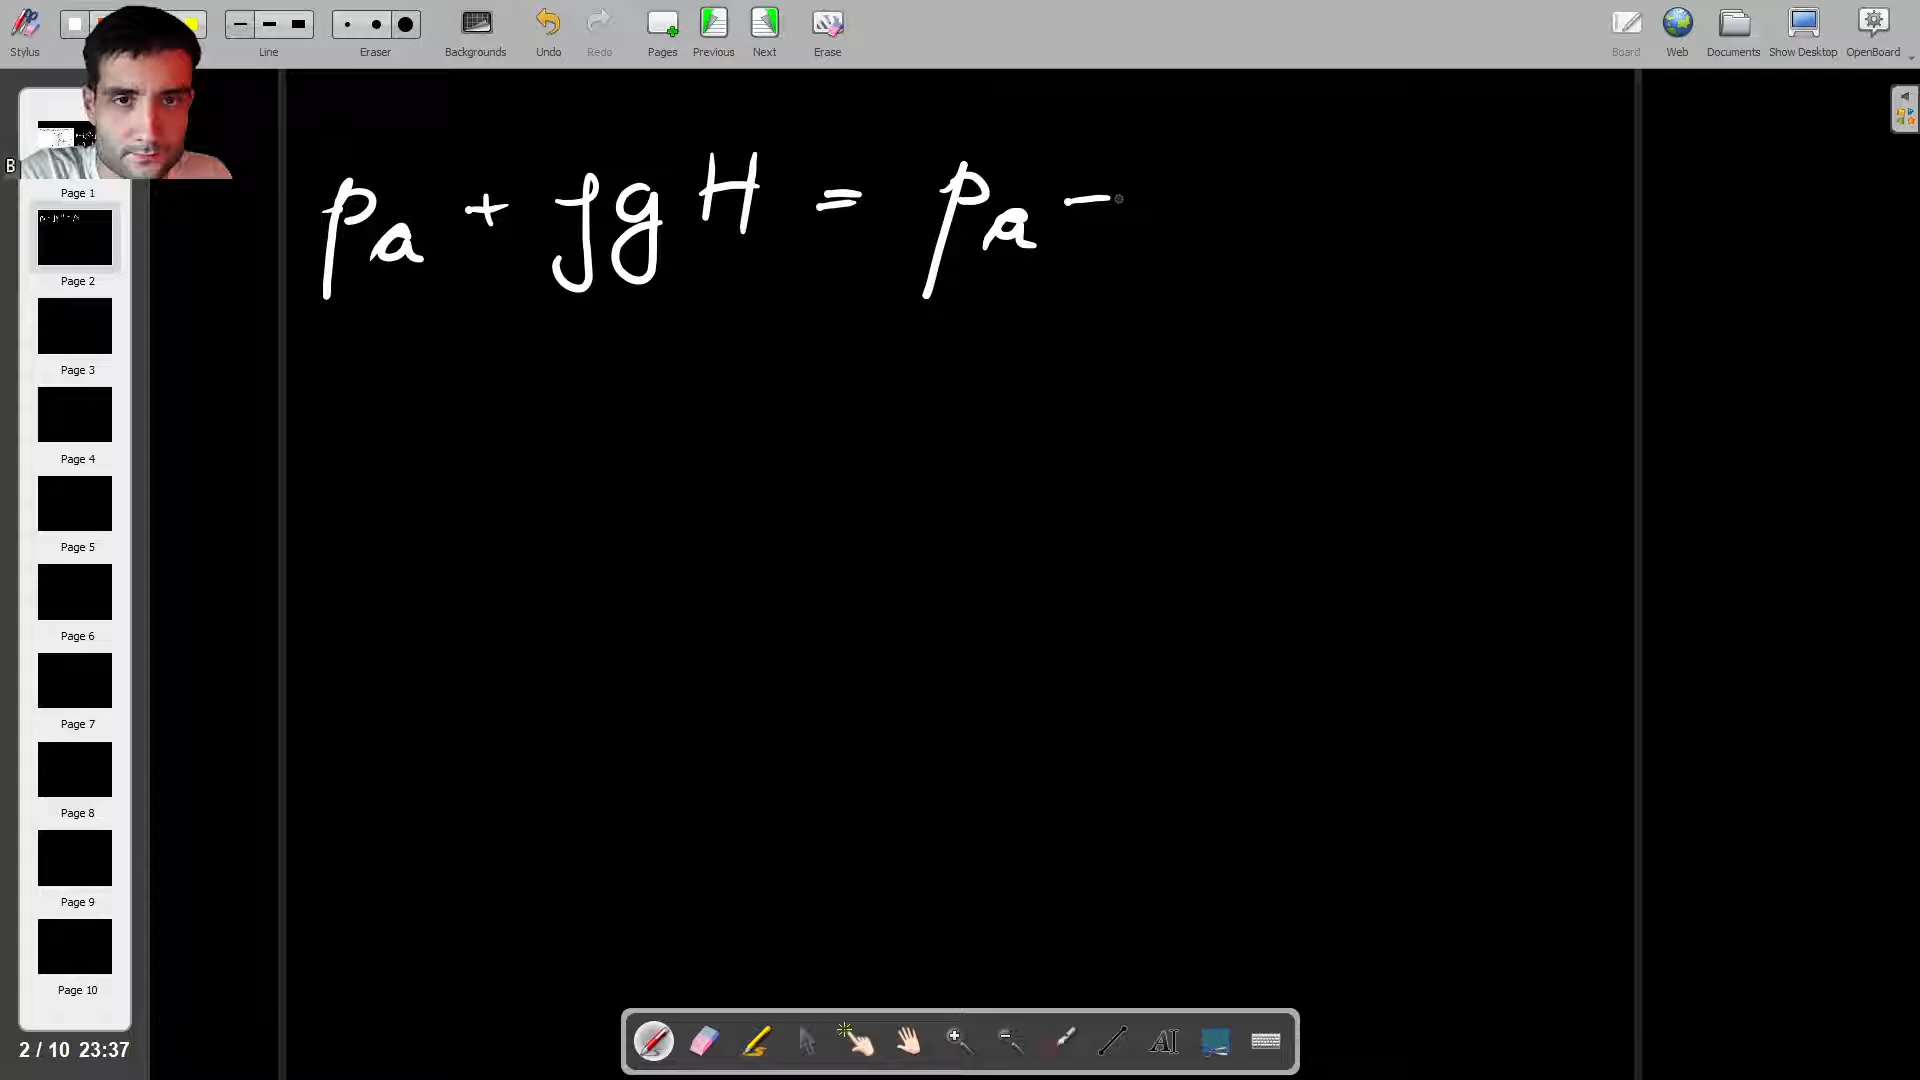 Stylus
Line
Eraser
Backgrounds
Undo
Redo
Pages
Previous
Next
Erase
Board
Web
Documents
Show Desktop
OpenBoard
B
Page 1
Page 2
Page 3
Page 4
Page 5
Page 6
Page 7
Page 8
Page 9
Page 10
2 / 10 23:37
pa + ρg H = pa −
AI